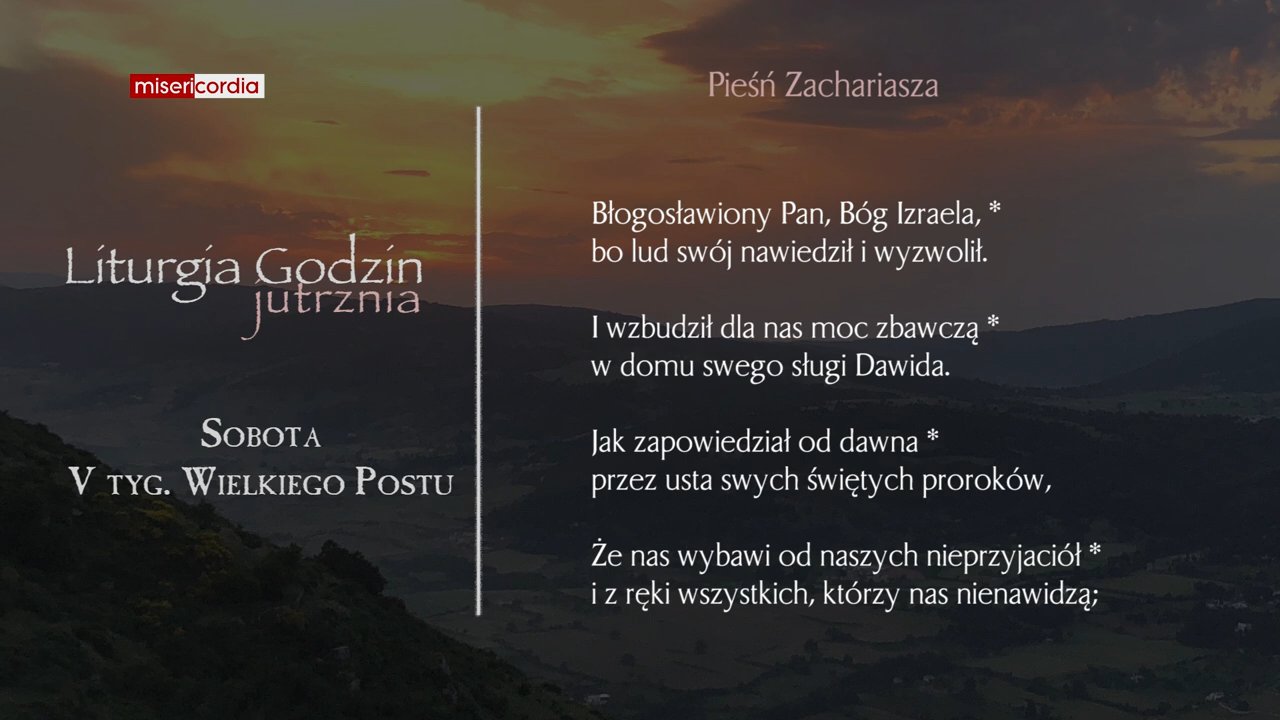 misericordia
Liturgia Godzin
jutrznia
Sobota
V tyg. Wielkiego Postu
Pieśń Zachariasza
Błogosławiony Pan, Bóg Izraela, *
bo lud swój nawiedził i wyzwolił.
I wzbudził dla nas moc zbawczą *
w domu swego sługi Dawida.
Jak zapowiedział od dawna *
przez usta swych świętych proroków,
Że nas wybawi od naszych nieprzyjaciół *
i z ręki wszystkich, którzy nas nienawidzą;